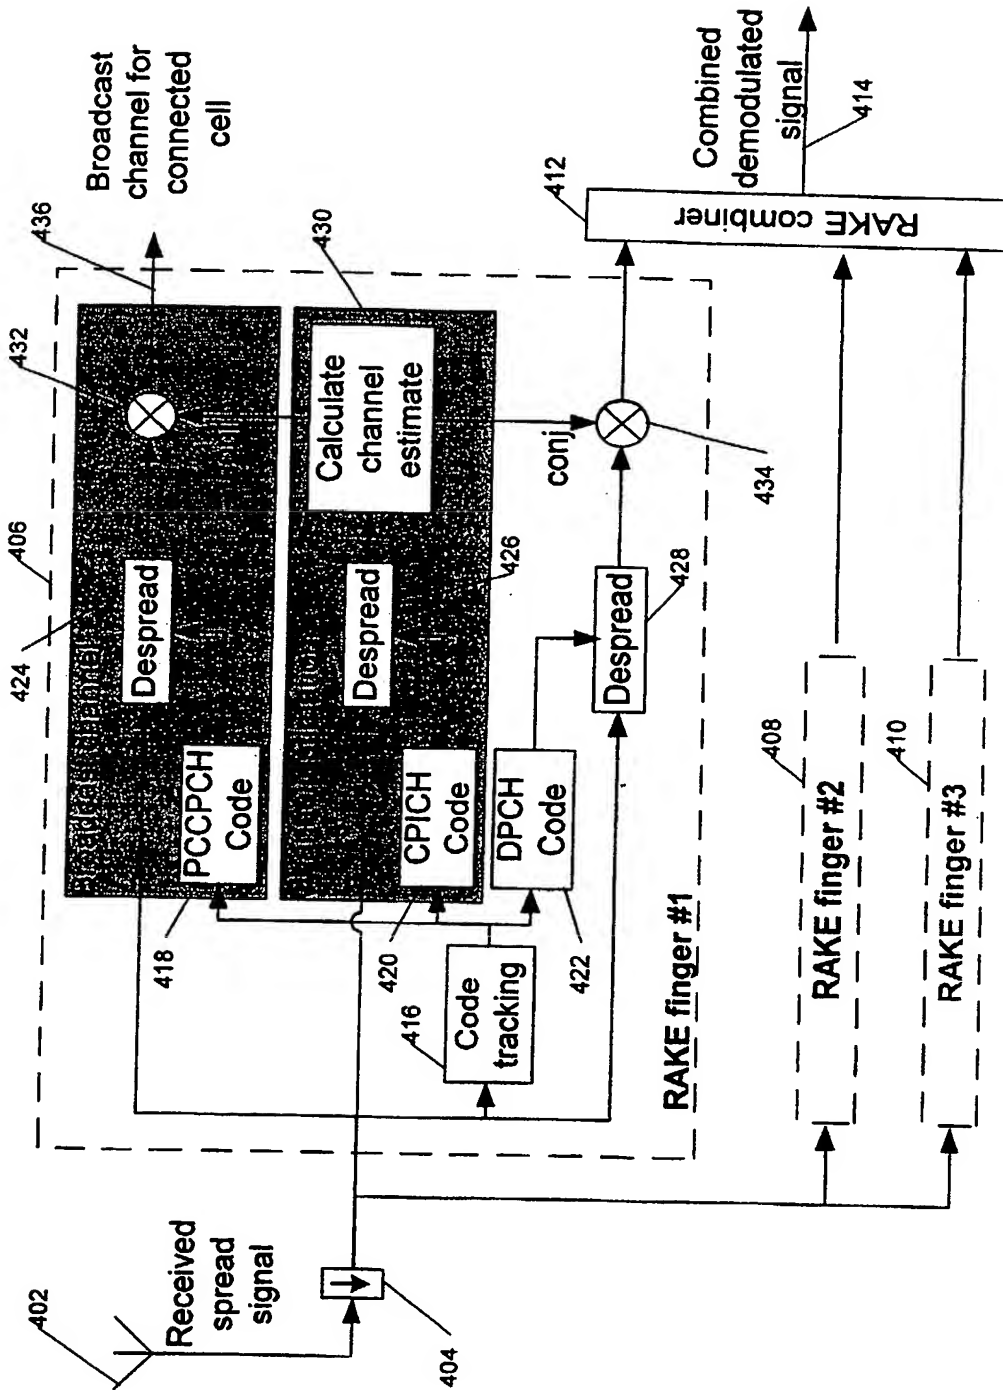 402
Received
spread
signal
404
406
Broadcast
channel for
connected
cell
436
432
424
Despread
PCCPCH
Code
418
430
Calculate
channel
estimate
426
Despread
CPICH
Code
420
conj
434
428
Despread
DPCH
Code
422
Code
tracking
416
RAKE finger #1
408
RAKE finger #2
410
RAKE finger #3
412
RAKE combiner
Combined
demodulated
signal
414